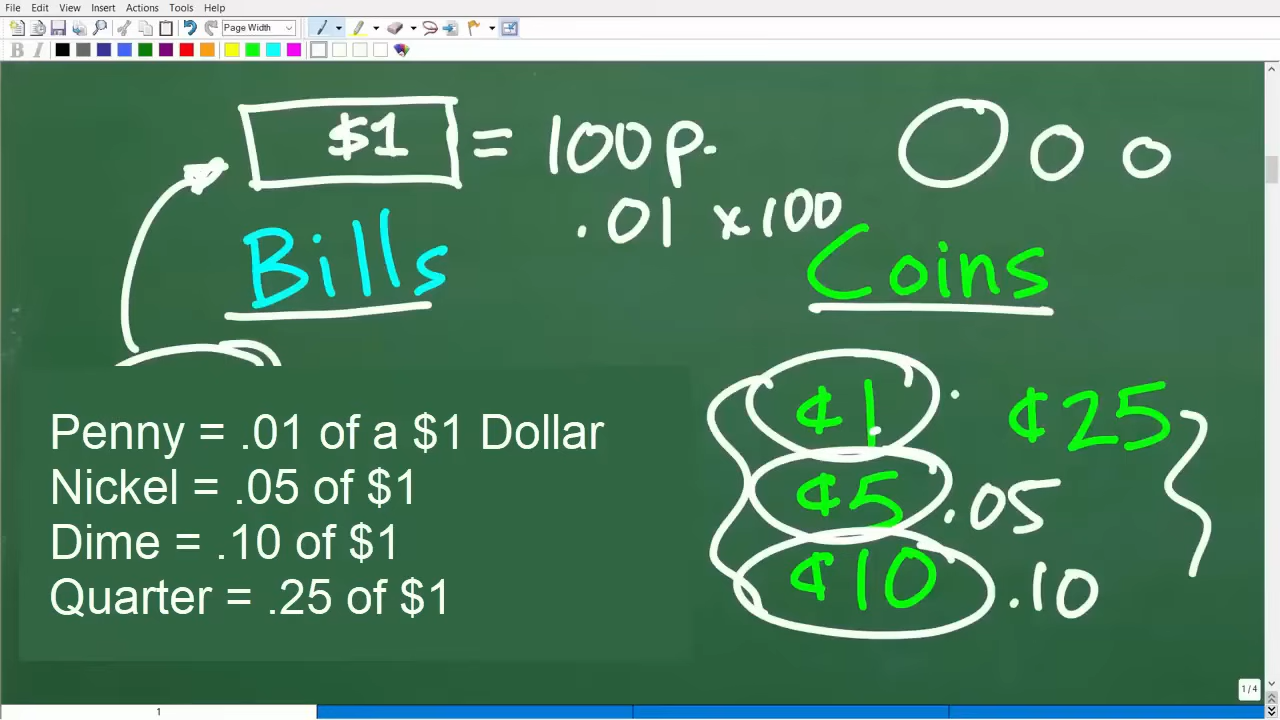 File Edit View Insert Actions Tools Help
Page Width
B I
$1 = 100p.
.01 x100
Bills
Coins
¢1 . ¢25
¢5 .05
¢10 .10
Penny = .01 of a $1 Dollar
Nickel = .05 of $1
Dime = .10 of $1
Quarter = .25 of $1
1/4
1